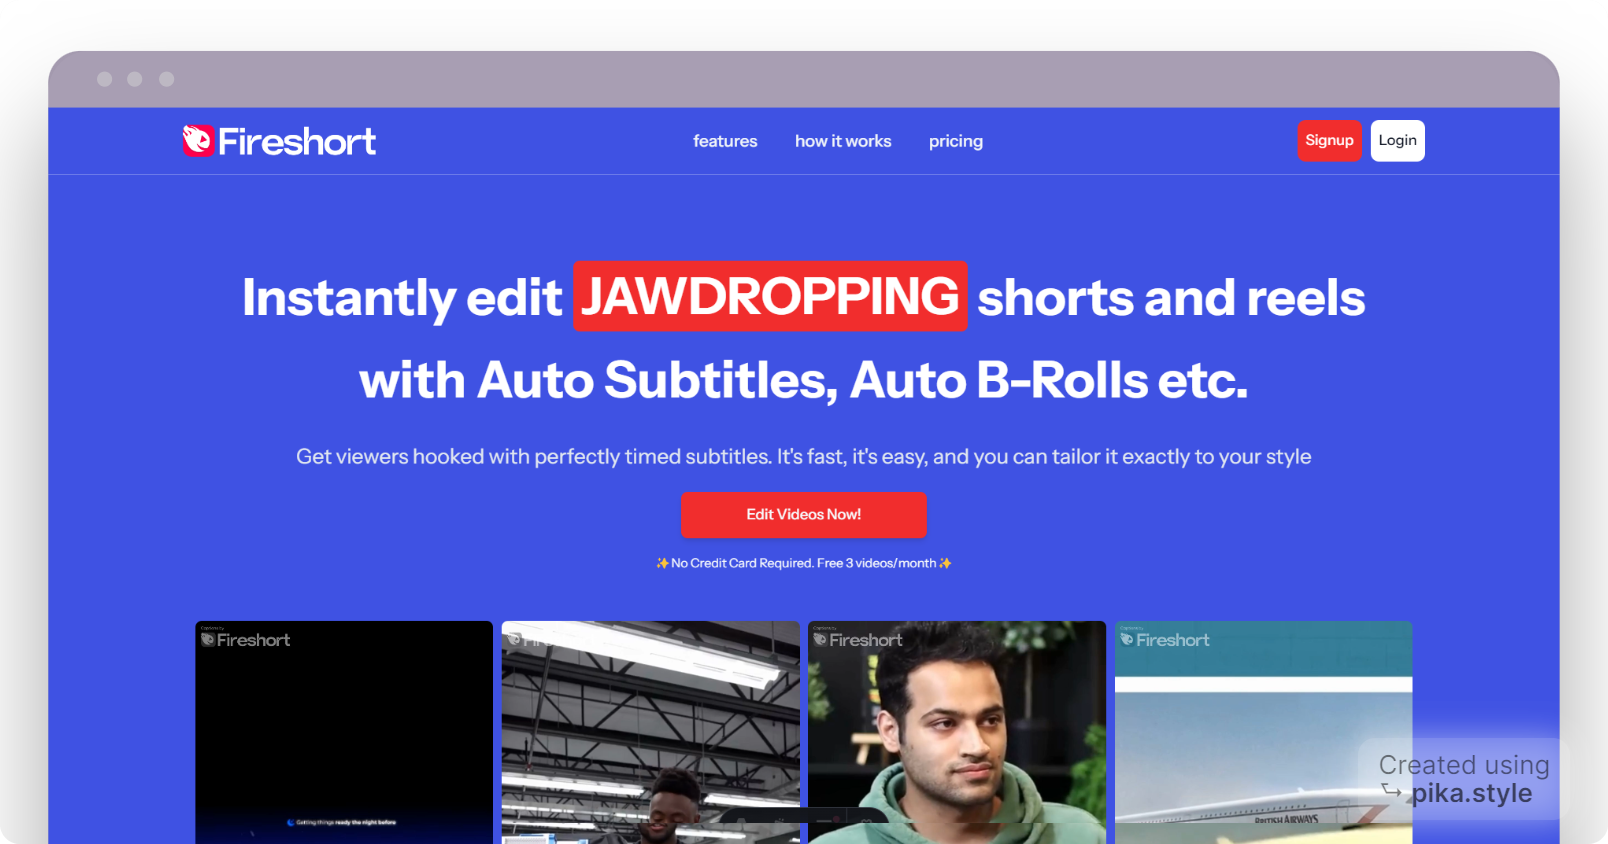 Fireshort
features
how it works
pricing
Signup
Login
Instantly edit JAWDROPPING shorts and reels
with Auto Subtitles, Auto B-Rolls etc.
Get viewers hooked with perfectly timed subtitles. It's fast, it's easy, and you can tailor it exactly to your style
Edit Videos Now!
✨No Credit Card Required. Free 3 videos/month✨
Fireshort
Fireshort
Fireshort
Getting things ready the night before
BRITISH AIRWAYS
Created using
pika.style